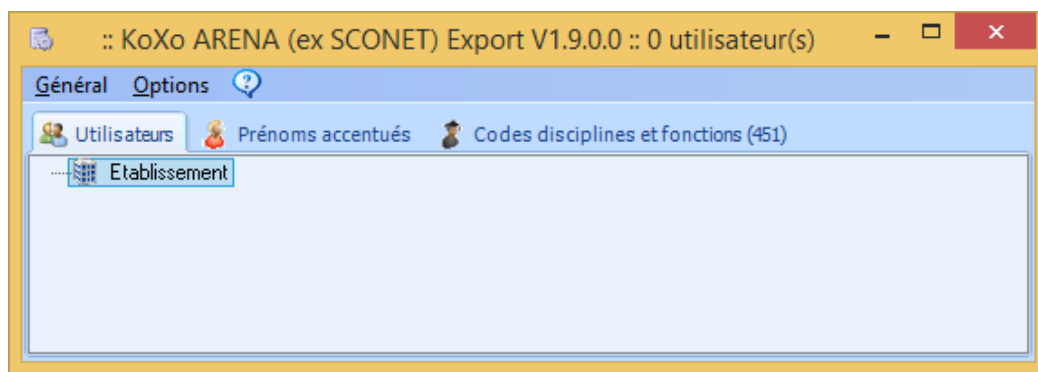 :: KoXo ARENA (ex SCONET) Export V1.9.0.0 :: 0 utilisateur(s)
Général Options
Utilisateurs Prénoms accentués Codes disciplines et fonctions (451)
Etablissement